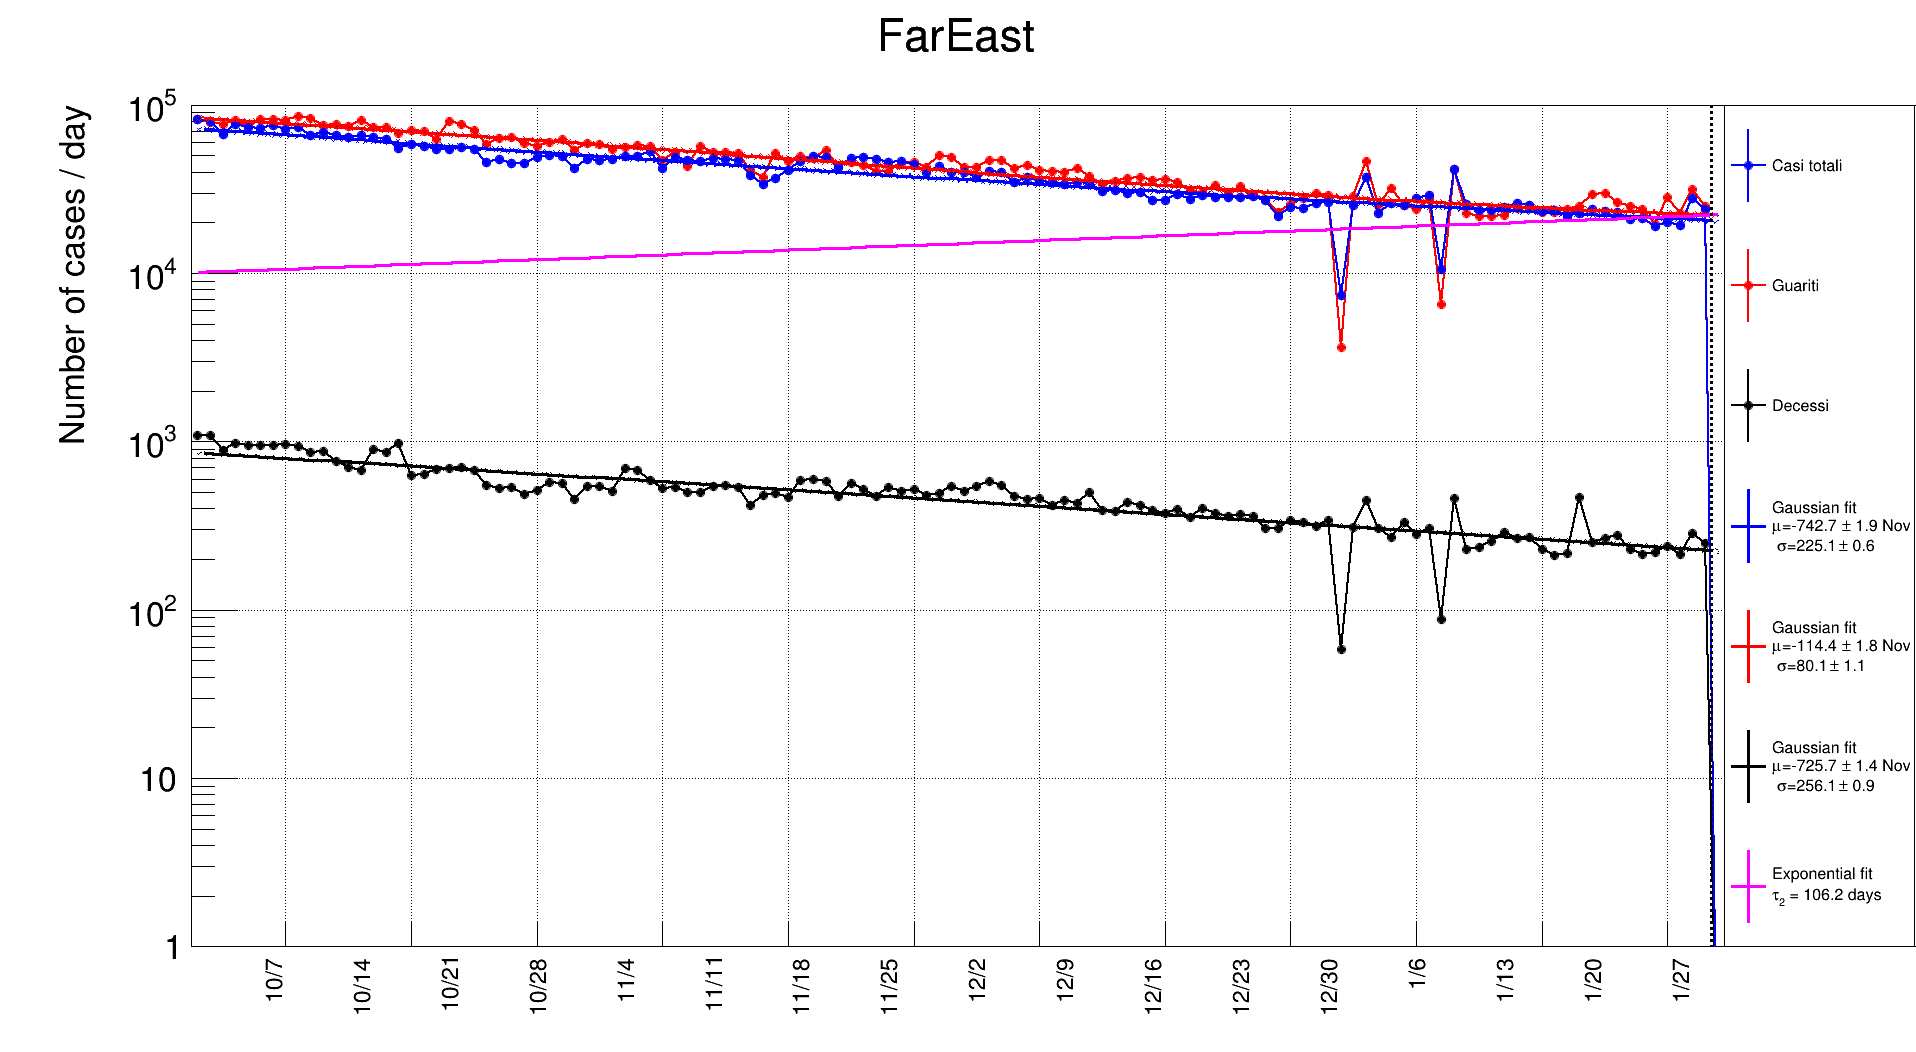 FarEast
Number of cases / day
10^5
10^4
10^3
10^2
10
1
10/7
10/14
10/21
10/28
11/4
11/11
11/18
11/25
12/2
12/9
12/16
12/23
12/30
1/6
1/13
1/20
1/27
Casi totali
Guariti
Decessi
Gaussian fit
μ=-742.7 ± 1.9 Nov
σ=225.1 ± 0.6
Gaussian fit
μ=-114.4 ± 1.8 Nov
σ=80.1 ± 1.1
Gaussian fit
μ=-725.7 ± 1.4 Nov
σ=256.1 ± 0.9
Exponential fit
τ₂ = 106.2 days